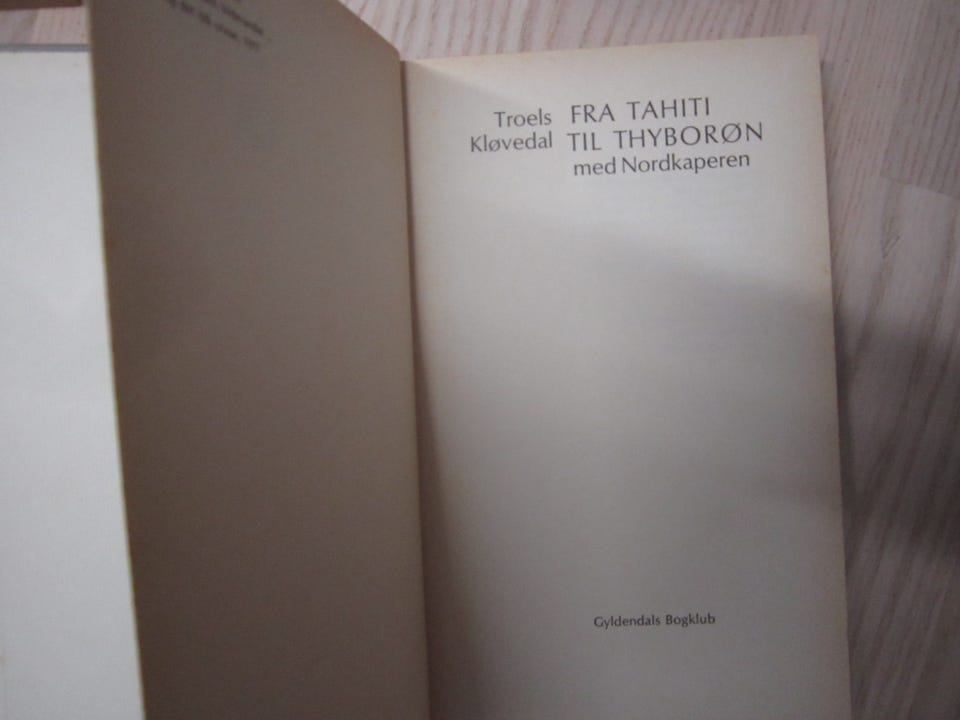 Troels FRA TAHITI
Kløvedal TIL THYBORØN
med Nordkaperen
Gyldendals Bogklub